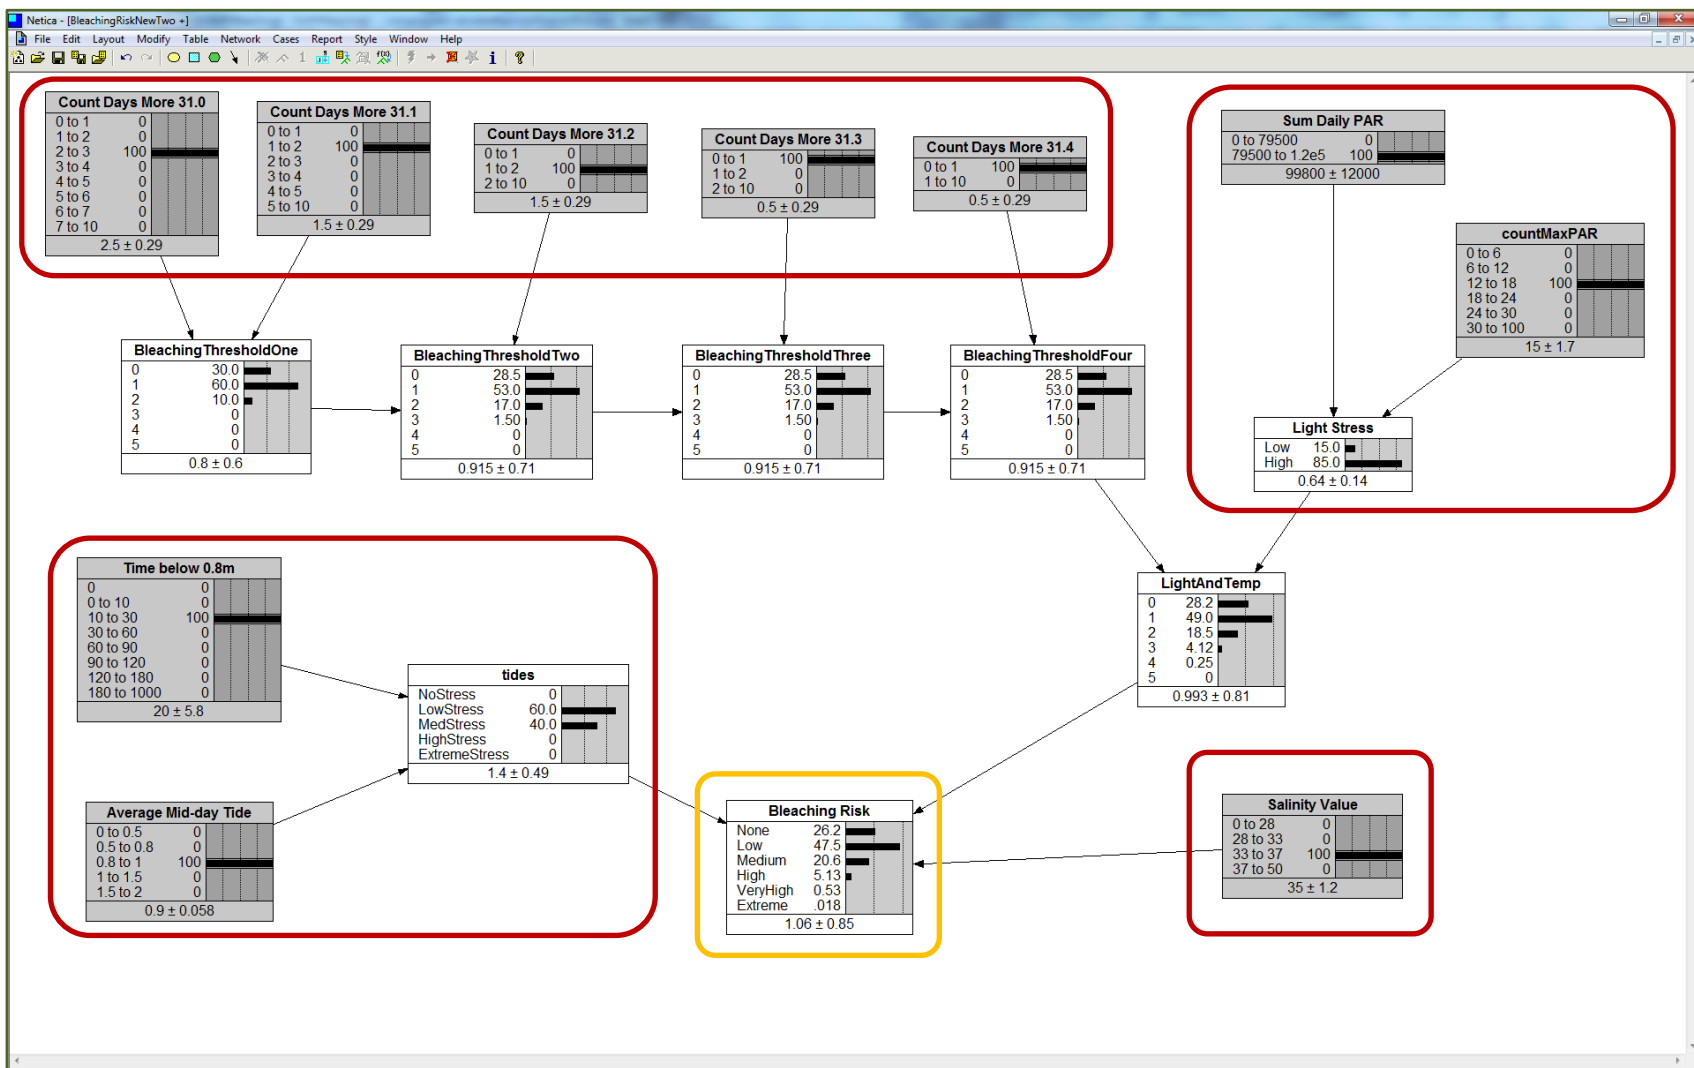 Netica - [BleachingRiskNewTwo +]
File Edit Layout Modify Table Network Cases Report Style Window Help
Count Days More 31.0
0 to 1 0
1 to 2 0
2 to 3 100
3 to 4 0
4 to 5 0
5 to 6 0
6 to 7 0
7 to 10 0
2.5 ± 0.29
Count Days More 31.1
0 to 1 0
1 to 2 100
2 to 3 0
3 to 4 0
4 to 5 0
5 to 10 0
1.5 ± 0.29
Count Days More 31.2
0 to 1 0
1 to 2 100
2 to 10 0
1.5 ± 0.29
Count Days More 31.3
0 to 1 100
1 to 2 0
2 to 10 0
0.5 ± 0.29
Count Days More 31.4
0 to 1 100
1 to 10 0
0.5 ± 0.29
Sum Daily PAR
0 to 79500 0
79500 to 1.2e5 100
99800 ± 12000
countMaxPAR
0 to 6 0
6 to 12 0
12 to 18 100
18 to 24 0
24 to 30 0
30 to 100 0
15 ± 1.7
BleachingThresholdOne
0 30.0
1 60.0
2 10.0
3 0
4 0
5 0
0.8 ± 0.6
BleachingThresholdTwo
0 28.5
1 53.0
2 17.0
3 1.50
4 0
5 0
0.915 ± 0.71
BleachingThresholdThree
0 28.5
1 53.0
2 17.0
3 1.50
4 0
5 0
0.915 ± 0.71
BleachingThresholdFour
0 28.5
1 53.0
2 17.0
3 1.50
4 0
5 0
0.915 ± 0.71
Light Stress
Low 15.0
High 85.0
0.64 ± 0.14
Time below 0.8m
0 0
0 to 10 0
10 to 30 100
30 to 60 0
60 to 90 0
90 to 120 0
120 to 180 0
180 to 1000 0
20 ± 5.8
LightAndTemp
0 28.2
1 49.0
2 18.5
3 4.12
4 0.25
5 0
0.993 ± 0.81
tides
NoStress 0
LowStress 60.0
MedStress 40.0
HighStress 0
ExtremeStress 0
1.4 ± 0.49
Average Mid-day Tide
0 to 0.5 0
0.5 to 0.8 0
0.8 to 1 100
1 to 1.5 0
1.5 to 2 0
0.9 ± 0.058
Bleaching Risk
None 26.2
Low 47.5
Medium 20.6
High 5.13
VeryHigh 0.53
Extreme .018
1.06 ± 0.85
Salinity Value
0 to 28 0
28 to 33 0
33 to 37 100
37 to 50 0
35 ± 1.2